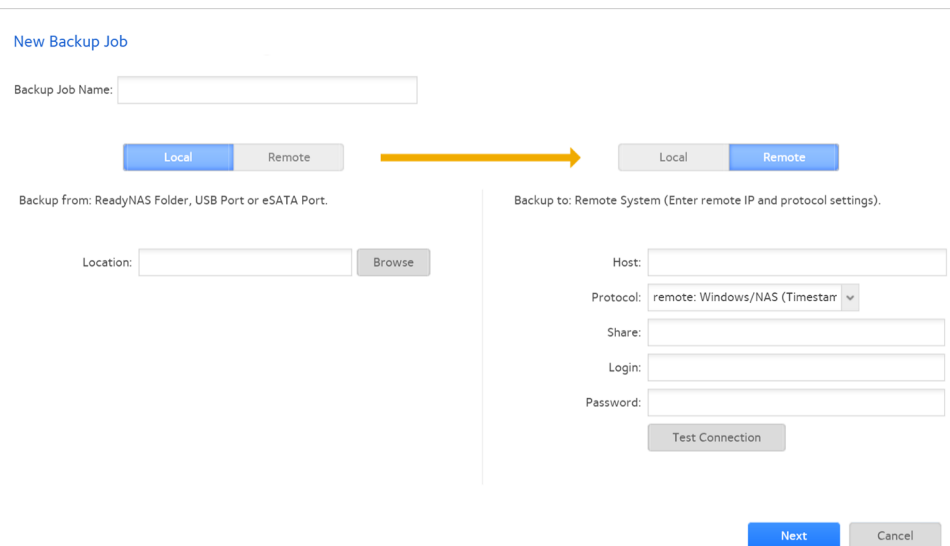 New Backup Job
Backup Job Name:
Local Remote Local Remote
Backup from: ReadyNAS Folder, USB Port or eSATA Port.
Backup to: Remote System (Enter remote IP and protocol settings).
Location: Browse
Host:
Protocol: remote: Windows/NAS (Timestam
Share:
Login:
Password:
Test Connection
Next Cancel